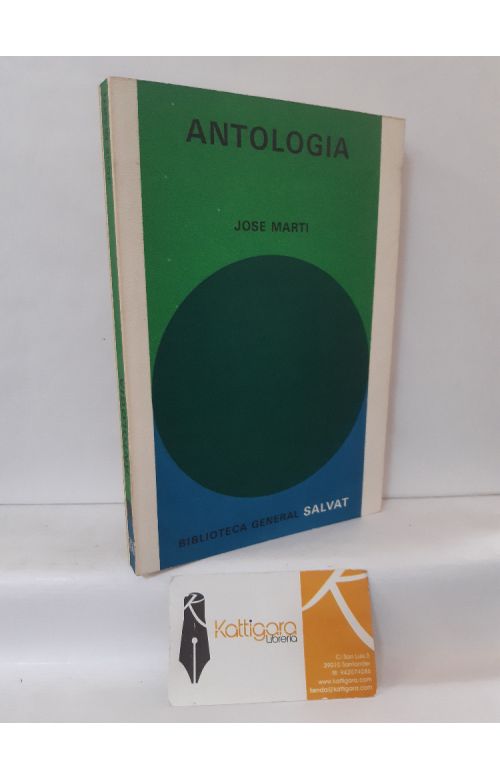 ANTOLOGIA
JOSE MARTI
BIBLIOTECA GENERAL SALVAT
Kattigara
Librería
C/ San Luis 5
39010 Santander
www.kattigara.com
tienda@kattigara.com